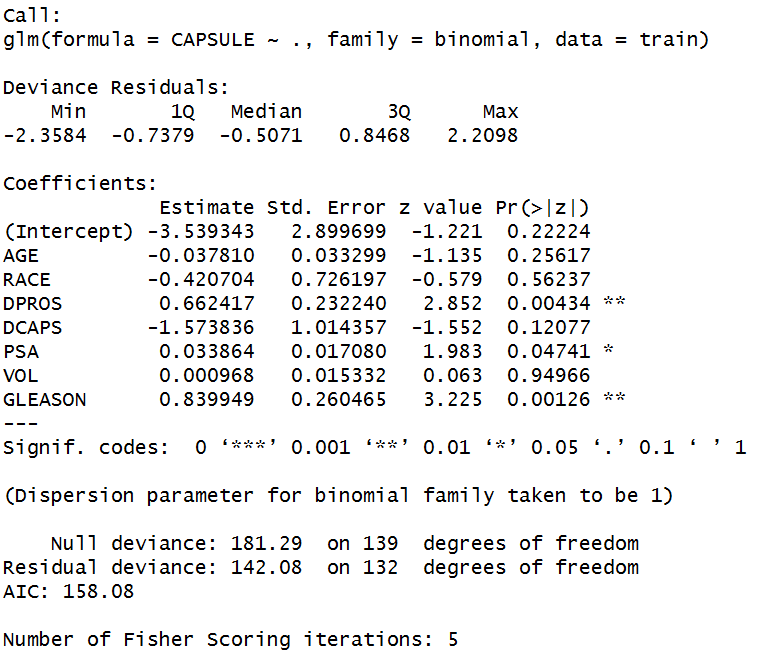 Call:
glm(formula = CAPSULE ~ ., family = binomial, data = train)
Deviance Residuals:
    Min       1Q   Median       3Q      Max
-2.3584  -0.7379  -0.5071   0.8468   2.2098
Coefficients:
             Estimate Std. Error z value Pr(>|z|)
(Intercept) -3.539343   2.899699  -1.221  0.22224
AGE         -0.037810   0.033299  -1.135  0.25617
RACE        -0.420704   0.726197  -0.579  0.56237
DPROS        0.662417   0.232240   2.852  0.00434 **
DCAPS       -1.573836   1.014357  -1.552  0.12077
PSA          0.033864   0.017080   1.983  0.04741 *
VOL          0.000968   0.015332   0.063  0.94966
GLEASON      0.839949   0.260465   3.225  0.00126 **
---
Signif. codes:  0 ‘***’ 0.001 ‘**’ 0.01 ‘*’ 0.05 ‘.’ 0.1 ‘ ’ 1
(Dispersion parameter for binomial family taken to be 1)
    Null deviance: 181.29  on 139  degrees of freedom
Residual deviance: 142.08  on 132  degrees of freedom
AIC: 158.08
Number of Fisher Scoring iterations: 5